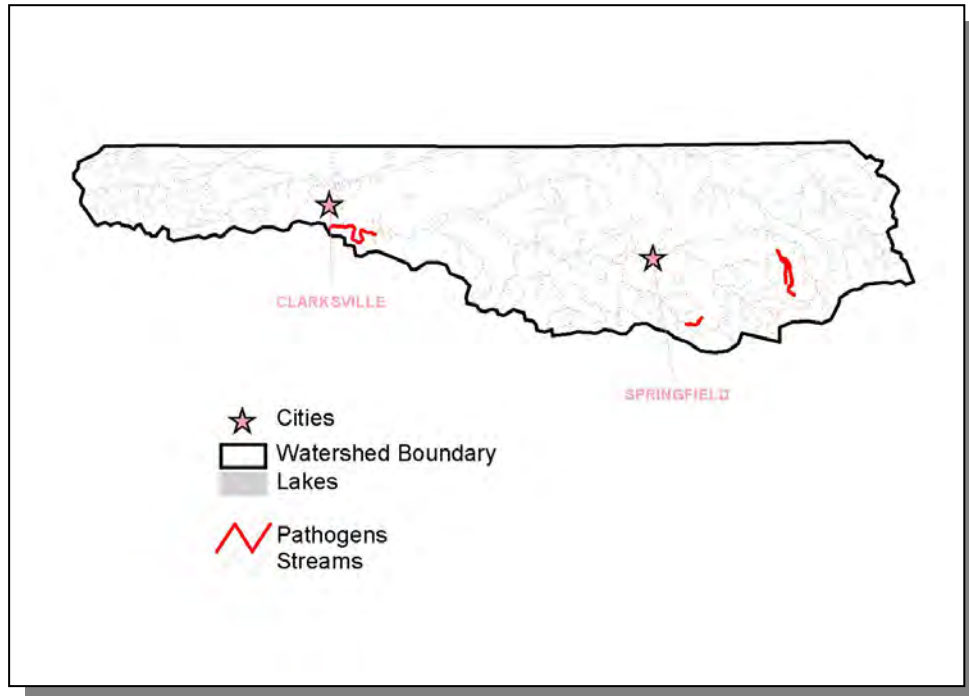 CLARKSVILLE
SPRINGFIELD
Cities
Watershed Boundary
Lakes
Pathogens
Streams